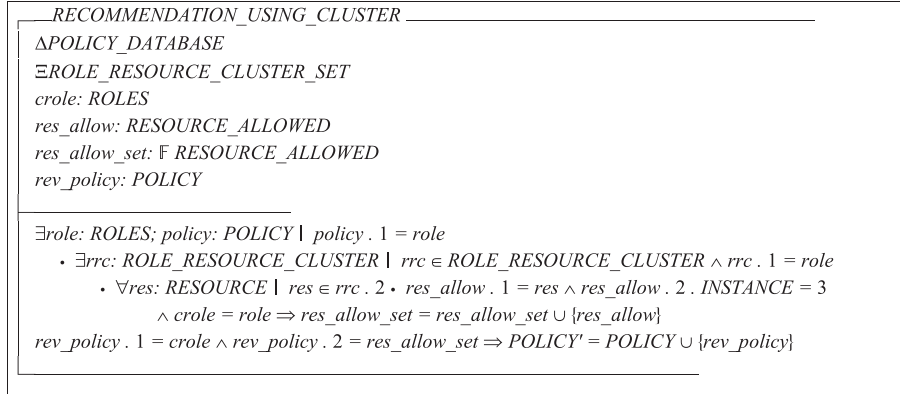 RECOMMENDATION_USING_CLUSTER
ΔPOLICY_DATABASE
ΞROLE_RESOURCE_CLUSTER_SET
crole: ROLES
res_allow: RESOURCE_ALLOWED
res_allow_set: 𝔽 RESOURCE_ALLOWED
rev_policy: POLICY
∃role: ROLES; policy: POLICY | policy . 1 = role
• ∃rrc: ROLE_RESOURCE_CLUSTER | rrc ∈ ROLE_RESOURCE_CLUSTER ∧ rrc . 1 = role
• ∀res: RESOURCE | res ∈ rrc . 2 • res_allow . 1 = res ∧ res_allow . 2 . INSTANCE = 3
∧ crole = role ⇒ res_allow_set = res_allow_set ∪ {res_allow}
rev_policy . 1 = crole ∧ rev_policy . 2 = res_allow_set ⇒ POLICY′ = POLICY ∪ {rev_policy}